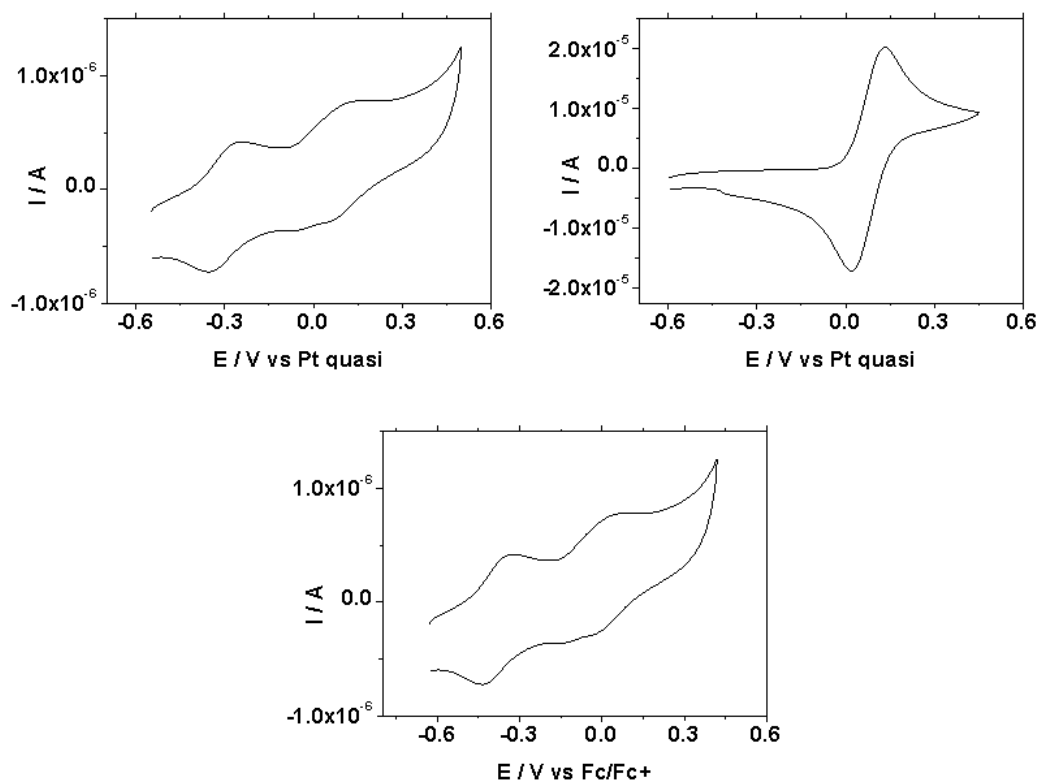 1.0x10⁻⁶
0.0
-1.0x10⁻⁶
I / A
-0.6 -0.3 0.0 0.3 0.6
E / V vs Pt quasi
2.0x10⁻⁵
1.0x10⁻⁵
0.0
-1.0x10⁻⁵
-2.0x10⁻⁵
I / A
-0.6 -0.3 0.0 0.3 0.6
E / V vs Pt quasi
1.0x10⁻⁶
0.0
-1.0x10⁻⁶
I / A
-0.6 -0.3 0.0 0.3 0.6
E / V vs Fc/Fc+